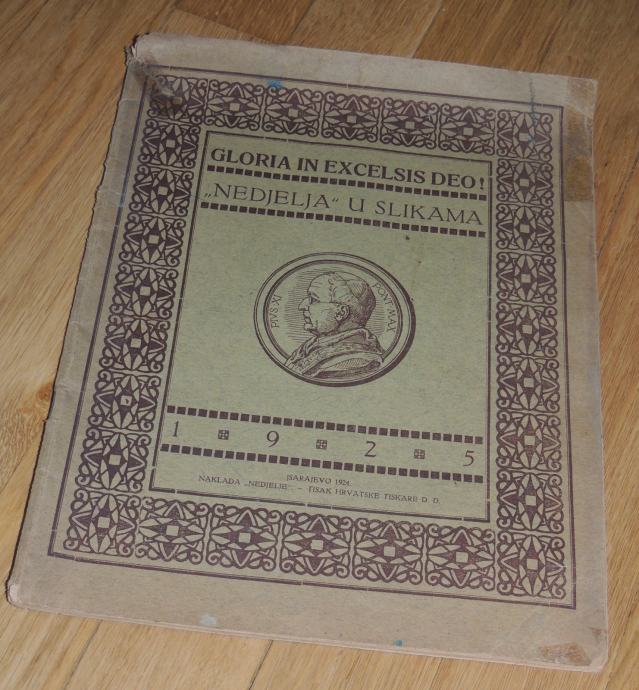 GLORIA IN EXCELSIS DEO!
„NEDJELJA“ U SLIKAMA
PIVS XI PONT MAX
1 9 2 5
SARAJEVO 1924.
NAKLADA „NEDJELJE“. – TISAK HRVATSKE TISKARE D. D.